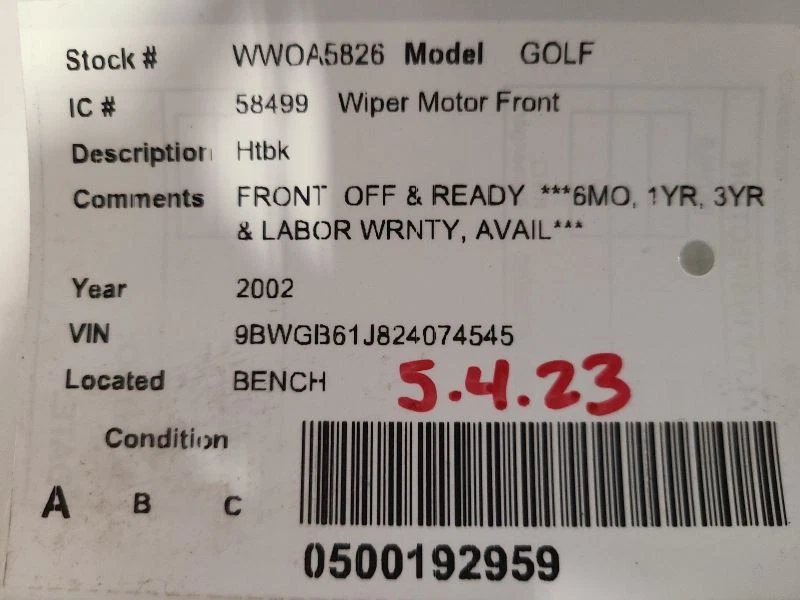 Stock # WWOA5826 Model GOLF
IC # 58499 Wiper Motor Front
Description Htbk
Comments FRONT OFF & READY ***6MO, 1YR, 3YR
& LABOR WRNTY, AVAIL***
Year 2002
VIN 9BWGB61J824074545
Located BENCH 5.4.23
Condition
A B C
0500192959